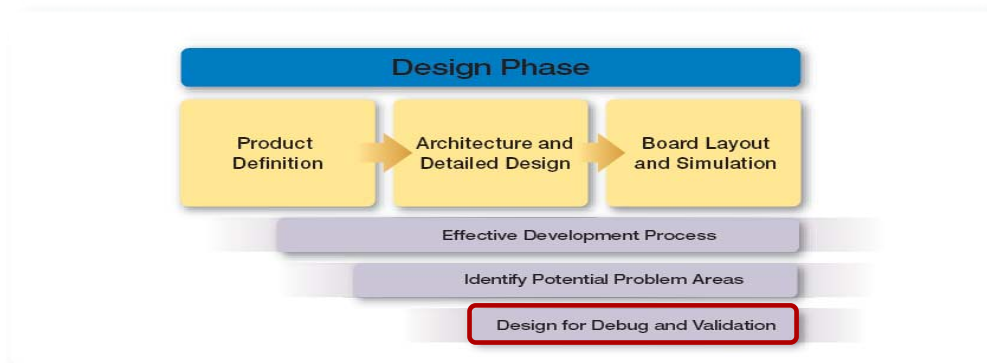 Design Phase
Product
Definition
Architecture and
Detailed Design
Board Layout
and Simulation
Effective Development Process
Identify Potential Problem Areas
Design for Debug and Validation